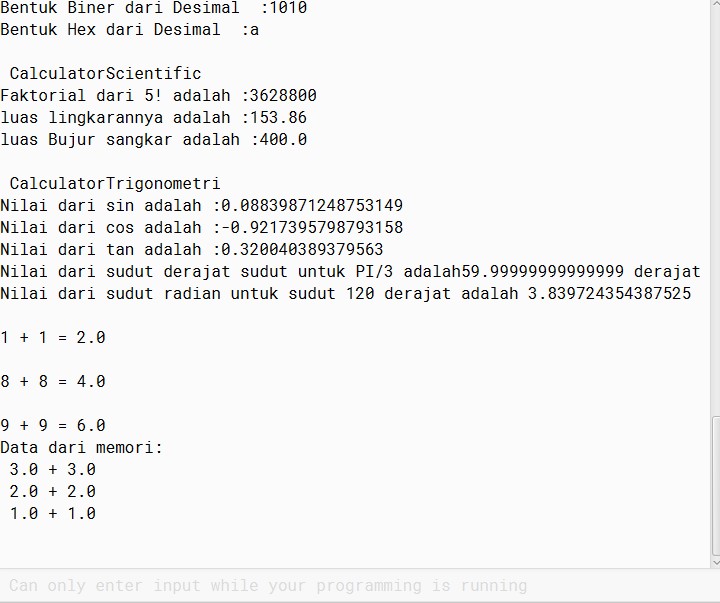 Bentuk Biner dari Desimal  :1010
Bentuk Hex dari Desimal  :a
CalculatorScientific
Faktorial dari 5! adalah :3628800
luas lingkarannya adalah :153.86
luas Bujur sangkar adalah :400.0
CalculatorTrigonometri
Nilai dari sin adalah :0.08839871248753149
Nilai dari cos adalah :-0.9217395798793158
Nilai dari tan adalah :0.320040389379563
Nilai dari sudut derajat sudut untuk PI/3 adalah59.99999999999999 derajat
Nilai dari sudut radian untuk sudut 120 derajat adalah 3.839724354387525
1 + 1 = 2.0
8 + 8 = 4.0
9 + 9 = 6.0
Data dari memori:
3.0 + 3.0
2.0 + 2.0
1.0 + 1.0
Can only enter input while your programming is running